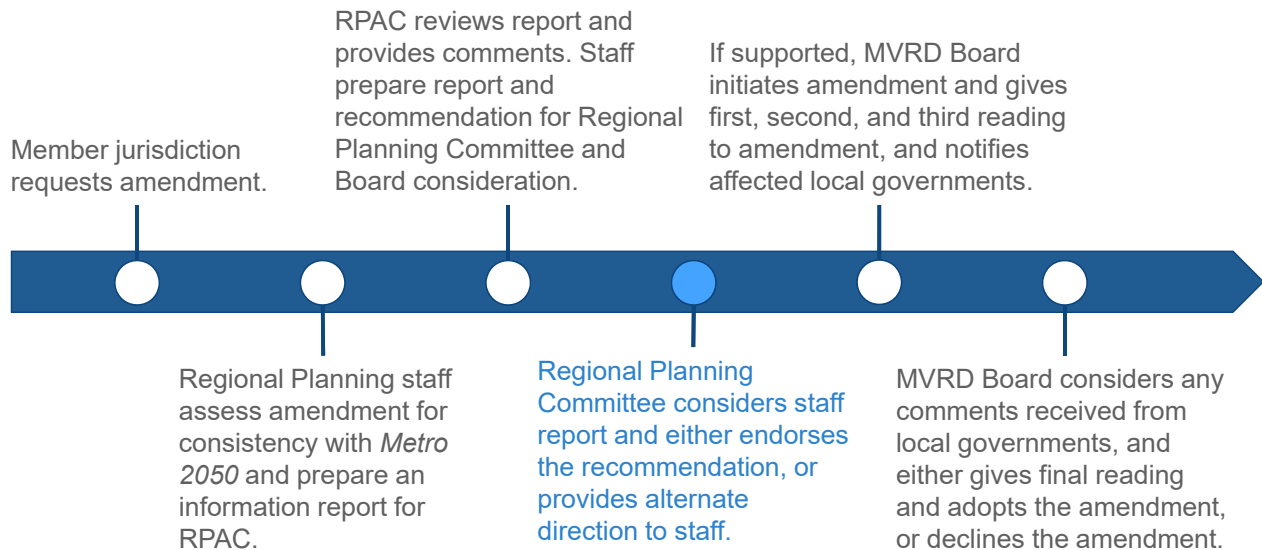 Member jurisdiction
requests amendment.
Regional Planning staff
assess amendment for
consistency with Metro
2050 and prepare an
information report for
RPAC.
RPAC reviews report and
provides comments. Staff
prepare report and
recommendation for Regional
Planning Committee and
Board consideration.
Regional Planning
Committee considers staff
report and either endorses
the recommendation, or
provides alternate
direction to staff.
If supported, MVRD Board
initiates amendment and gives
first, second, and third reading
to amendment, and notifies
affected local governments.
MVRD Board considers any
comments received from
local governments, and
either gives final reading
and adopts the amendment,
or declines the amendment.